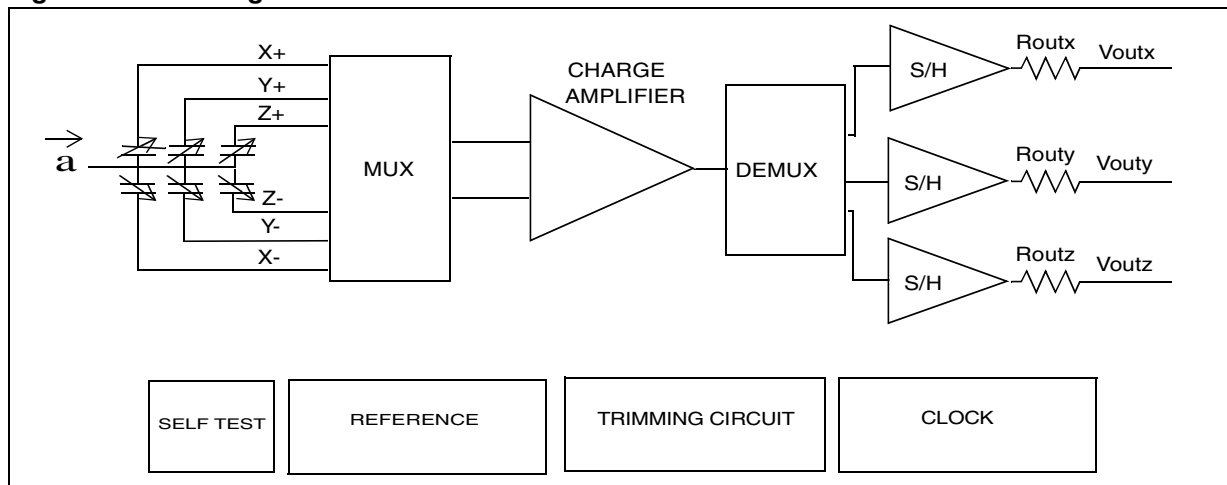 X+
Y+
Z+
a
Z-
Y-
X-
MUX
CHARGE
AMPLIFIER
DEMUX
S/H
Routx
Voutx
S/H
Routy
Vouty
S/H
Routz
Voutz
SELF TEST
REFERENCE
TRIMMING CIRCUIT
CLOCK